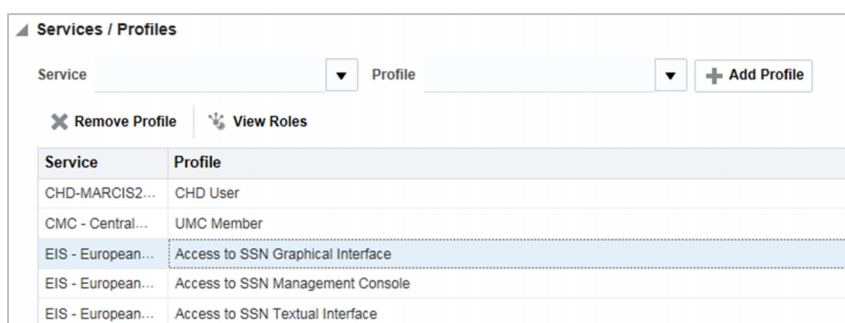 Services / Profiles
Service Profile Add Profile
Remove Profile View Roles
Service Profile
CHD-MARCIS2... CHD User
CMC - Central... UMC Member
EIS - European... Access to SSN Graphical Interface
EIS - European... Access to SSN Management Console
EIS - European... Access to SSN Textual Interface